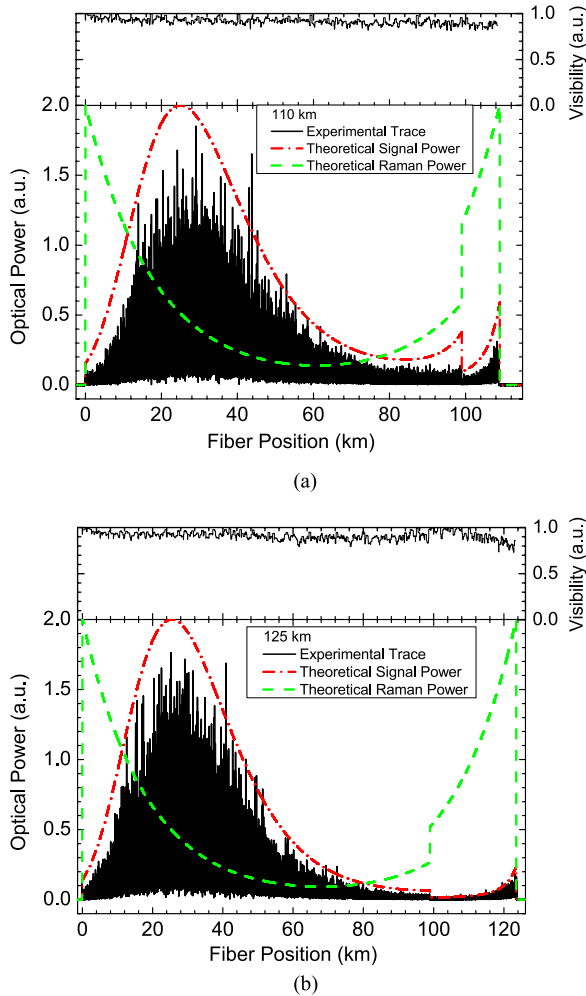 1.0
0.5
0.0
Visibility (a.u.)
2.0
1.5
1.0
0.5
0.0
Optical Power (a.u.)
110 km
Experimental Trace
Theoretical Signal Power
Theoretical Raman Power
0 20 40 60 80 100
Fiber Position (km)
(a)
1.0
0.5
0.0
Visibility (a.u.)
2.0
1.5
1.0
0.5
0.0
Optical Power (a.u.)
125 km
Experimental Trace
Theoretical Signal Power
Theoretical Raman Power
0 20 40 60 80 100 120
Fiber Position (km)
(b)